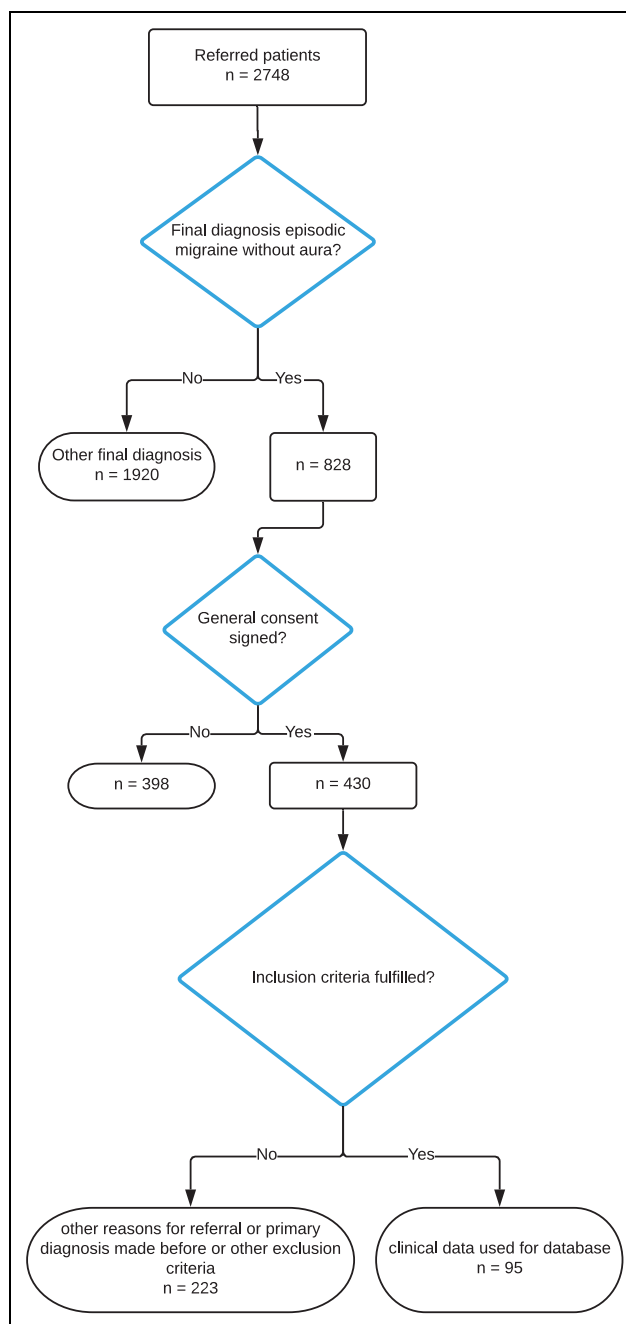 Referred patients
n = 2748
Final diagnosis episodic
migraine without aura?
No
Yes
Other final diagnosis
n = 1920
n = 828
General consent
signed?
No
Yes
n = 398
n = 430
Inclusion criteria fulfilled?
No
Yes
other reasons for referral or primary
diagnosis made before or other exclusion
criteria
n = 223
clinical data used for database
n = 95